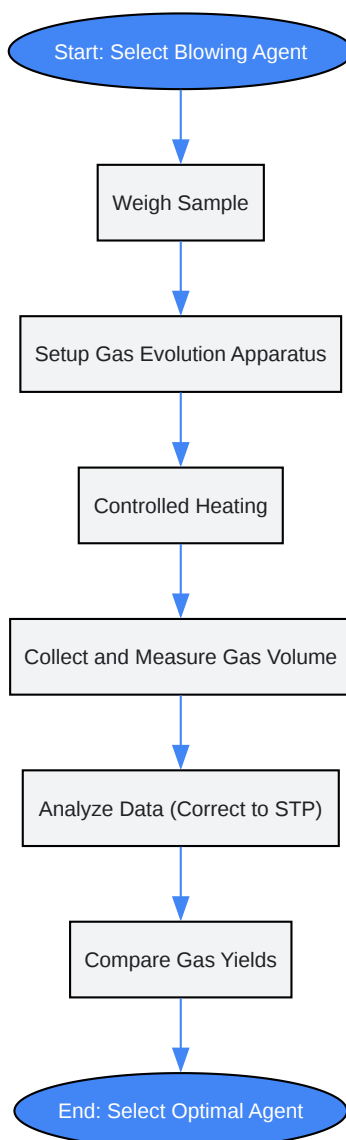 Start: Select Blowing Agent
Weigh Sample
Setup Gas Evolution Apparatus
Controlled Heating
Collect and Measure Gas Volume
Analyze Data (Correct to STP)
Compare Gas Yields
End: Select Optimal Agent